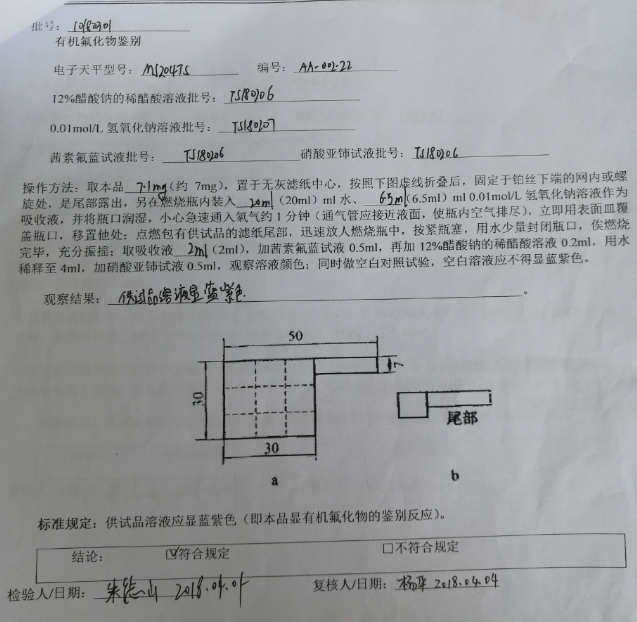 批号：10180301
有机氟化物鉴别
电子天平型号： MS204TS 编号： AA-002-22
12%醋酸钠的稀醋酸溶液批号： TS180206
0.01mol/L 氢氧化钠溶液批号： TS180207
茜素氟蓝试液批号： TS180206 硝酸亚铈试液批号： TS180206
操作方法：取本品 7.1mg（约 7mg），置于无灰滤纸中心，按照下图虚线折叠后，固定于铂丝下端的网内或螺
旋处，是尾部露出，另在燃烧瓶内装入 20ml （20ml）ml 水、 6.5ml（6.5ml）ml 0.01mol/L 氢氧化钠溶液作为
吸收液，并将瓶口润湿，小心急速通入氧气约 1 分钟（通气管应接近液面，使瓶内空气排尽），立即用表面皿覆
盖瓶口，移置他处；点燃包有供试品的滤纸尾部，迅速放人燃烧瓶中，按紧瓶塞，用水少量封闭瓶口，俟燃烧
完毕，充分振摇；取吸收液 2ml（2ml），加茜素氟蓝试液 0.5ml，再加 12%醋酸钠的稀醋酸溶液 0.2ml，用水
稀释至 4ml，加硝酸亚铈试液 0.5ml，观察溶液颜色；同时做空白对照试验，空白溶液应不得显蓝紫色。
观察结果： 供试品溶液显蓝紫色 。
50
7
30
尾部
30
a b
标准规定：供试品溶液应显蓝紫色（即本品显有机氟化物的鉴别反应）。
结论： ☑符合规定 □不符合规定
检验人/日期： 2018.04.04 复核人/日期： 2018.04.04